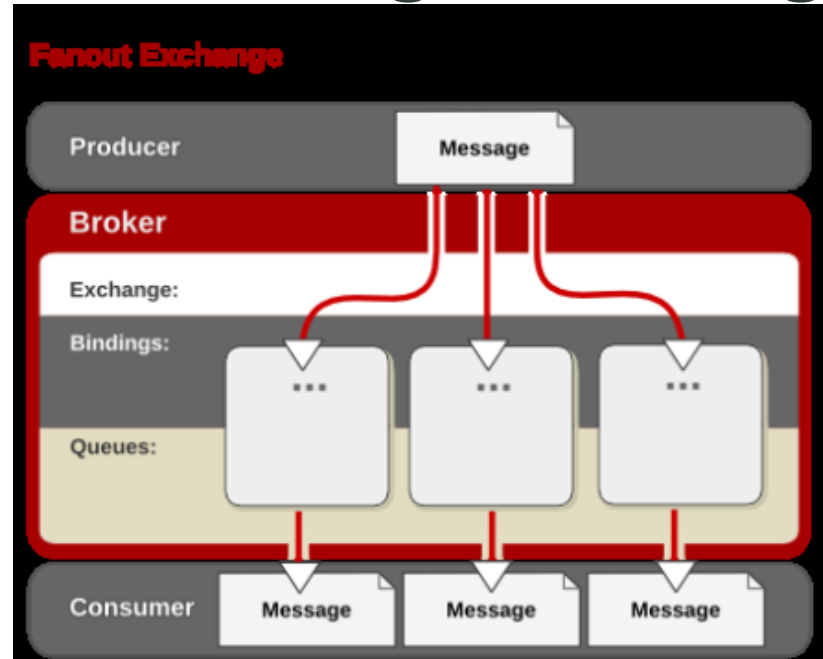 Fanout Exchange
Producer
Message
Broker
Exchange:
Bindings:
...
...
...
Queues:
Consumer
Message
Message
Message